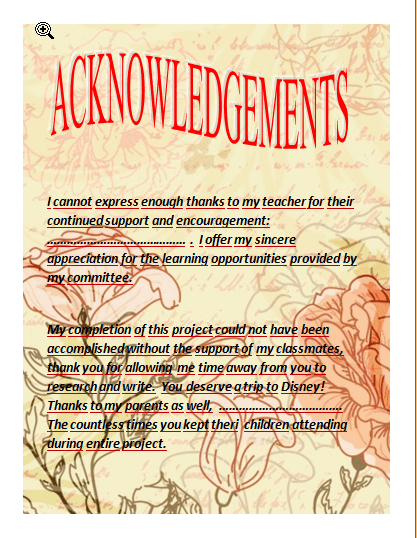 ACKNOWLEDGEMENTS
I cannot express enough thanks to my teacher for their
continued support and encouragement:
........................................ . I offer my sincere
appreciation for the learning opportunities provided by
my committee.
My completion of this project could not have been
accomplished without the support of my classmates,
thank you for allowing me time away from you to
research and write. You deserve a trip to Disney!
Thanks to my parents as well, ....................................
The countless times you kept theri children attending
during entire project.